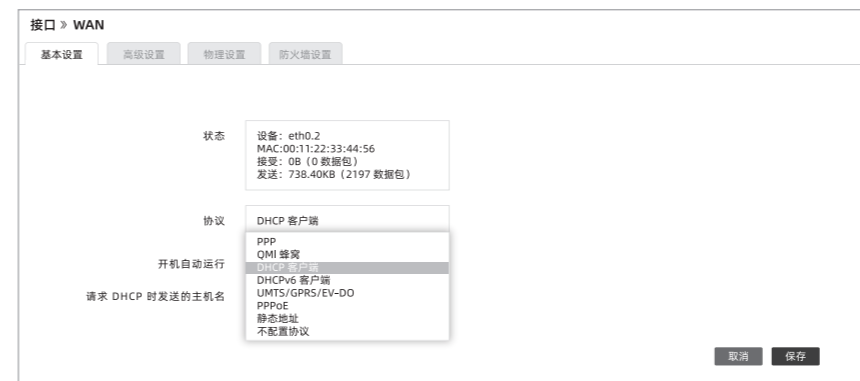 接口 » WAN
基本设置 高级设置 物理设置 防火墙设置
状态
设备：eth0.2
MAC:00:11:22:33:44:56
接受：0B（0 数据包）
发送：738.40KB（2197 数据包）
协议
DHCP 客户端
PPP
QMI 蜂窝
DHCP 客户端
DHCPv6 客户端
UMTS/GPRS/EV-DO
PPPoE
静态地址
不配置协议
开机自动运行
请求 DHCP 时发送的主机名
取消 保存